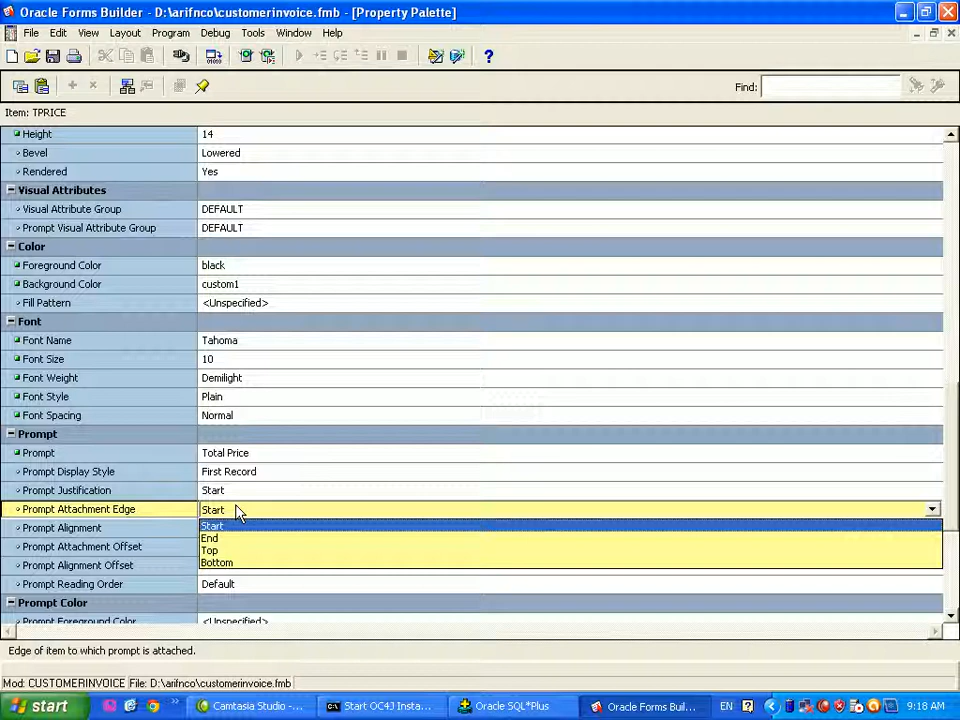 Oracle Forms Builder - D:\arifnco\customerinvoice.fmb - [Property Palette]
File Edit View Layout Program Debug Tools Window Help
Find:
Item: TPRICE
Height 14
Bevel Lowered
Rendered Yes
Visual Attributes
Visual Attribute Group DEFAULT
Prompt Visual Attribute Group DEFAULT
Color
Foreground Color black
Background Color custom1
Fill Pattern <Unspecified>
Font
Font Name Tahoma
Font Size 10
Font Weight Demilight
Font Style Plain
Font Spacing Normal
Prompt
Prompt Total Price
Prompt Display Style First Record
Prompt Justification Start
Prompt Attachment Edge Start
Start
Prompt Alignment
End
Prompt Attachment Offset
Top
Prompt Alignment Offset
Bottom
Prompt Reading Order Default
Prompt Color
Prompt Foreground Color <Unspecified>
Edge of item to which prompt is attached.
Mod: CUSTOMERINVOICE File: D:\arifnco\customerinvoice.fmb
start Camtasia Studio - ... Start OC4J Insta... Oracle SQL*Plus Oracle Forms Buil... EN 9:18 AM